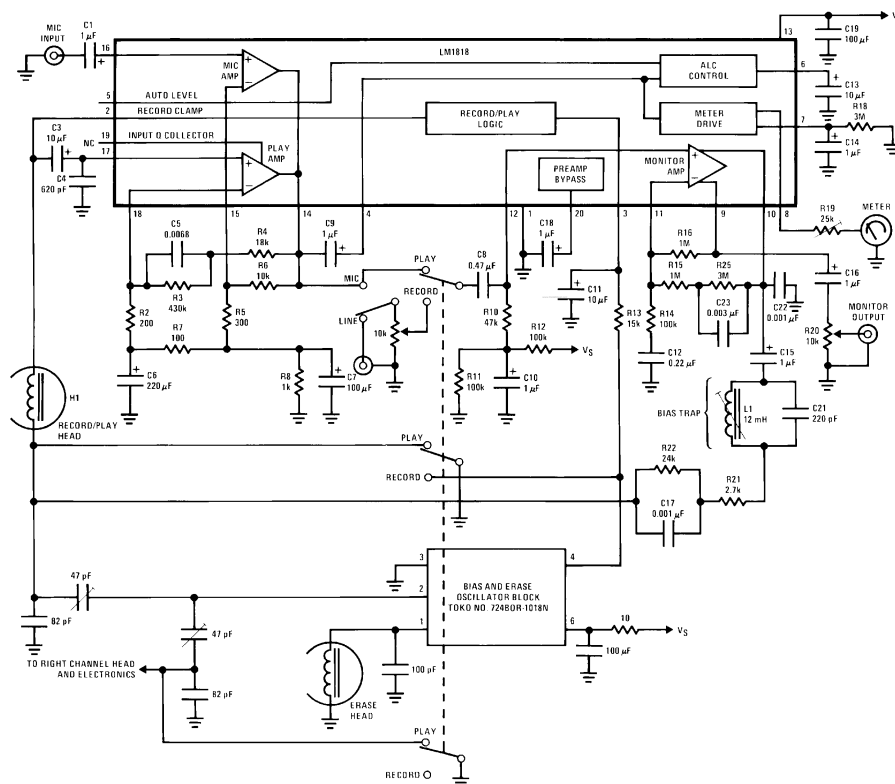 MIC
INPUT
C1
1 μF
16
LM1818
MIC
AMP
13
C19
100 μF
V
ALC
CONTROL
6
C13
10 μF
5
AUTO LEVEL
2
RECORD CLAMP
RECORD/PLAY
LOGIC
METER
DRIVE
7
R18
3M
C14
1 μF
C3
10 μF
NC
19
INPUT Q COLLECTOR
17
PLAY
AMP
C4
620 pF
PREAMP
BYPASS
MONITOR
AMP
18
15
14
4
12
1
20
3
11
9
10
8
R19
25k
METER
C5
0.0068
R4
18k
C9
1 μF
R3
430k
R6
10k
MIC
PLAY
RECORD
C8
0.47 μF
C18
1 μF
C11
10 μF
R16
1M
R15
1M
R25
3M
C22
0.001 μF
C23
0.003 μF
C16
1 μF
MONITOR
OUTPUT
R2
200
R7
100
R5
300
LINE
10k
R10
47k
R12
100k
VS
R13
15k
R14
100k
R20
10k
C6
220 μF
R8
1k
C7
100 μF
R11
100k
C10
1 μF
C12
0.22 μF
C15
1 μF
H1
RECORD/PLAY
HEAD
BIAS TRAP
L1
12 mH
C21
220 pF
PLAY
RECORD
R22
24k
C17
0.001 μF
R21
2.7k
47 pF
82 pF
47 pF
3
2
1
BIAS AND ERASE
OSCILLATOR BLOCK
TOKO NO. 724BOR-1018N
4
6
10
VS
100 μF
TO RIGHT CHANNEL HEAD
AND ELECTRONICS
82 pF
100 pF
ERASE
HEAD
PLAY
RECORD